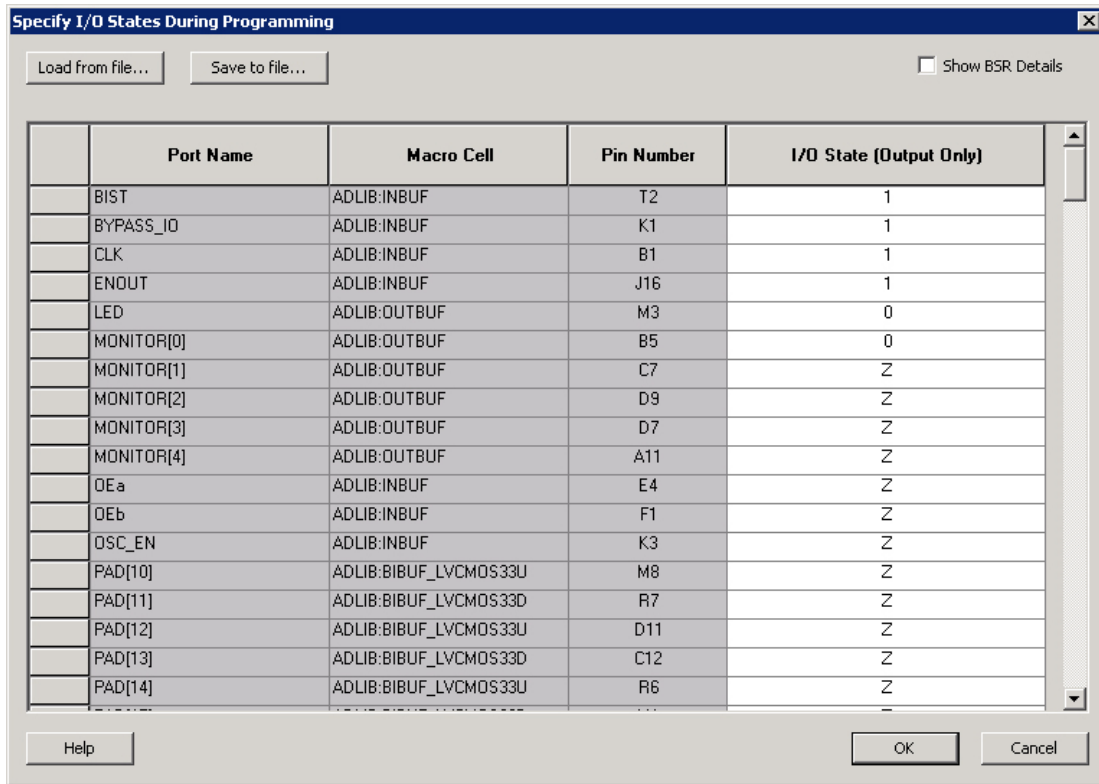 Specify I/O States During Programming
Load from file... Save to file... Show BSR Details
Port Name Macro Cell Pin Number I/O State (Output Only)
BIST ADLIB:INBUF T2 1
BYPASS_IO ADLIB:INBUF K1 1
CLK ADLIB:INBUF B1 1
ENOUT ADLIB:INBUF J16 1
LED ADLIB:OUTBUF M3 0
MONITOR[0] ADLIB:OUTBUF B5 0
MONITOR[1] ADLIB:OUTBUF C7 Z
MONITOR[2] ADLIB:OUTBUF D9 Z
MONITOR[3] ADLIB:OUTBUF D7 Z
MONITOR[4] ADLIB:OUTBUF A11 Z
OEa ADLIB:INBUF E4 Z
OEb ADLIB:INBUF F1 Z
OSC_EN ADLIB:INBUF K3 Z
PAD[10] ADLIB:BIBUF_LVCMOS33U M8 Z
PAD[11] ADLIB:BIBUF_LVCMOS33D R7 Z
PAD[12] ADLIB:BIBUF_LVCMOS33U D11 Z
PAD[13] ADLIB:BIBUF_LVCMOS33D C12 Z
PAD[14] ADLIB:BIBUF_LVCMOS33U R6 Z
Help OK Cancel